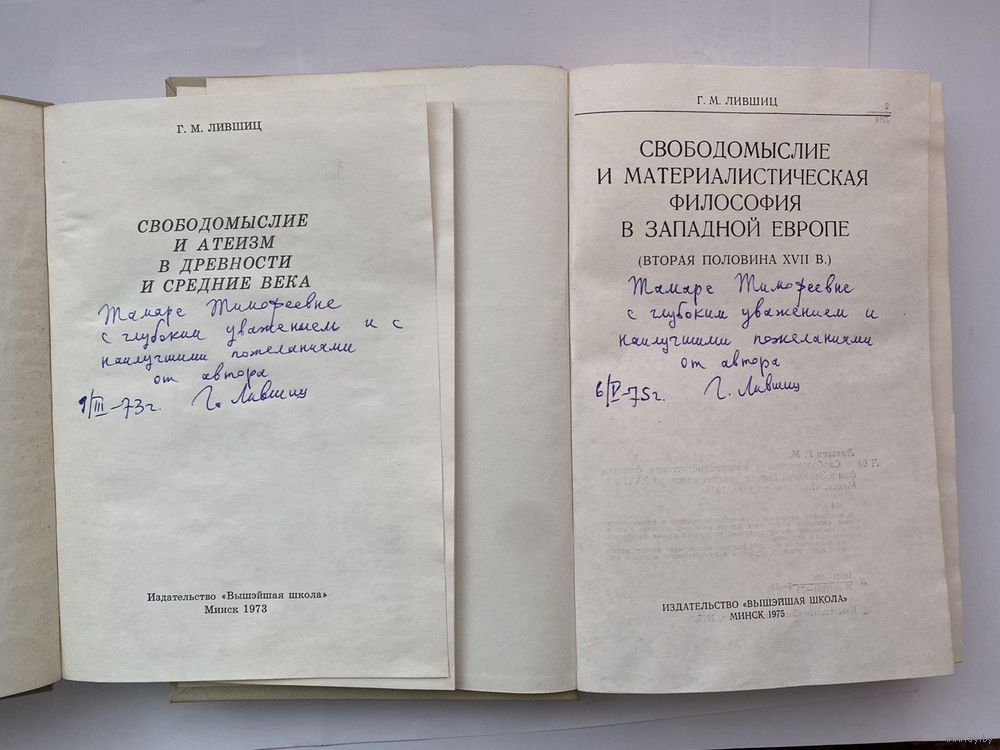 Г. М. ЛИВШИЦ
СВОБОДОМЫСЛИЕ
И АТЕИЗМ
В ДРЕВНОСТИ
И СРЕДНИЕ ВЕКА
Тамаре Тимофеевне
с глубоким уважением и с
наилучшими пожеланиями
от автора
9/III-73г. Г. Лившиц
Издательство «Вышэйшая школа»
Минск 1973
Г. М. ЛИВШИЦ
СВОБОДОМЫСЛИЕ
И МАТЕРИАЛИСТИЧЕСКАЯ
ФИЛОСОФИЯ
В ЗАПАДНОЙ ЕВРОПЕ
(ВТОРАЯ ПОЛОВИНА XVII В.)
Тамаре Тимофеевне
с глубоким уважением и
наилучшими пожеланиями
от автора
6/V-75г. Г. Лившиц
ИЗДАТЕЛЬСТВО «ВЫШЭЙШАЯ ШКОЛА»
МИНСК 1975